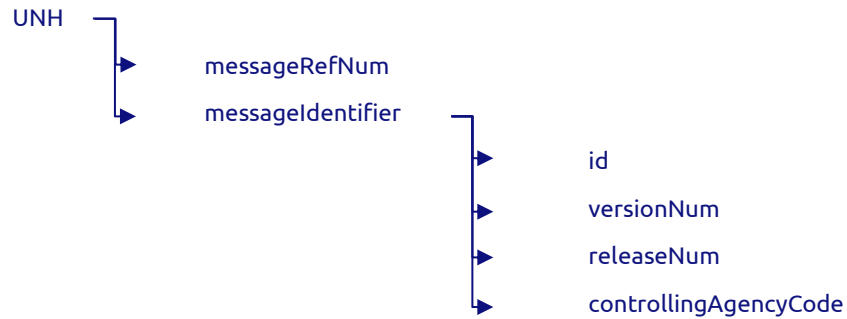 UNH
messageRefNum
messageIdentifier
id
versionNum
releaseNum
controllingAgencyCode